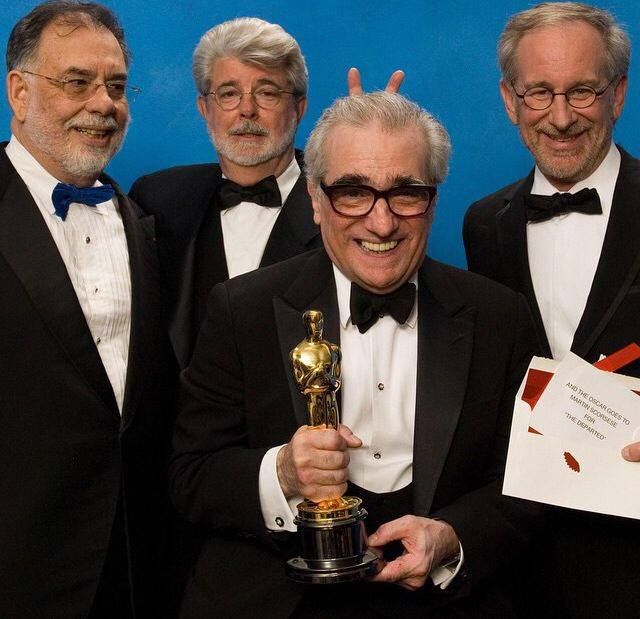 AND THE OSCAR GOES TO
MARTIN SCORSESE
FOR
"THE DEPARTED"